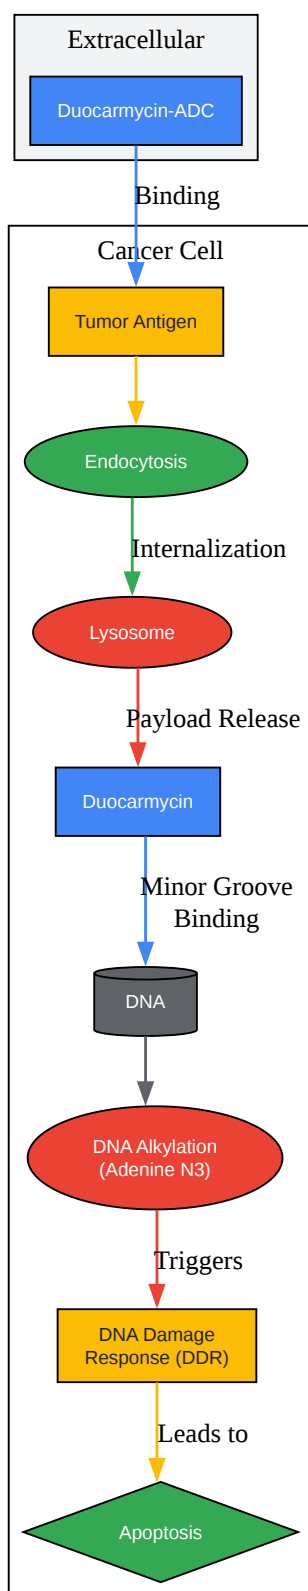 Extracellular
Duocarmycin-ADC
Binding
Cancer Cell
Tumor Antigen
Endocytosis
Internalization
Lysosome
Payload Release
Duocarmycin
Minor Groove
Binding
DNA
DNA Alkylation
(Adenine N3)
Triggers
DNA Damage
Response (DDR)
Leads to
Apoptosis